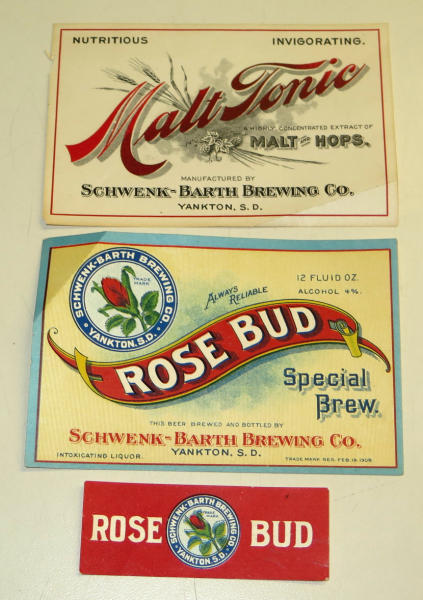 NUTRITIOUS INVIGORATING.
Malt Tonic
A HIGHLY CONCENTRATED EXTRACT OF
MALT AND HOPS.
MANUFACTURED BY
SCHWENK-BARTH BREWING CO.
YANKTON, S.D.
SCHWENK-BARTH BREWING CO
YANKTON, S.D.
TRADE
MARK
ALWAYS
RELIABLE
12 FLUID OZ.
ALCOHOL 4%.
ROSE BUD
Special
Brew.
THIS BEER BREWED AND BOTTLED BY
SCHWENK-BARTH BREWING CO.
YANKTON, S.D.
INTOXICATING LIQUOR.
TRADE MARK REG. FEB. 19, 1906
ROSE BUD
SCHWENK-BARTH BREWING CO
TRADE
MARK
YANKTON, S.D.